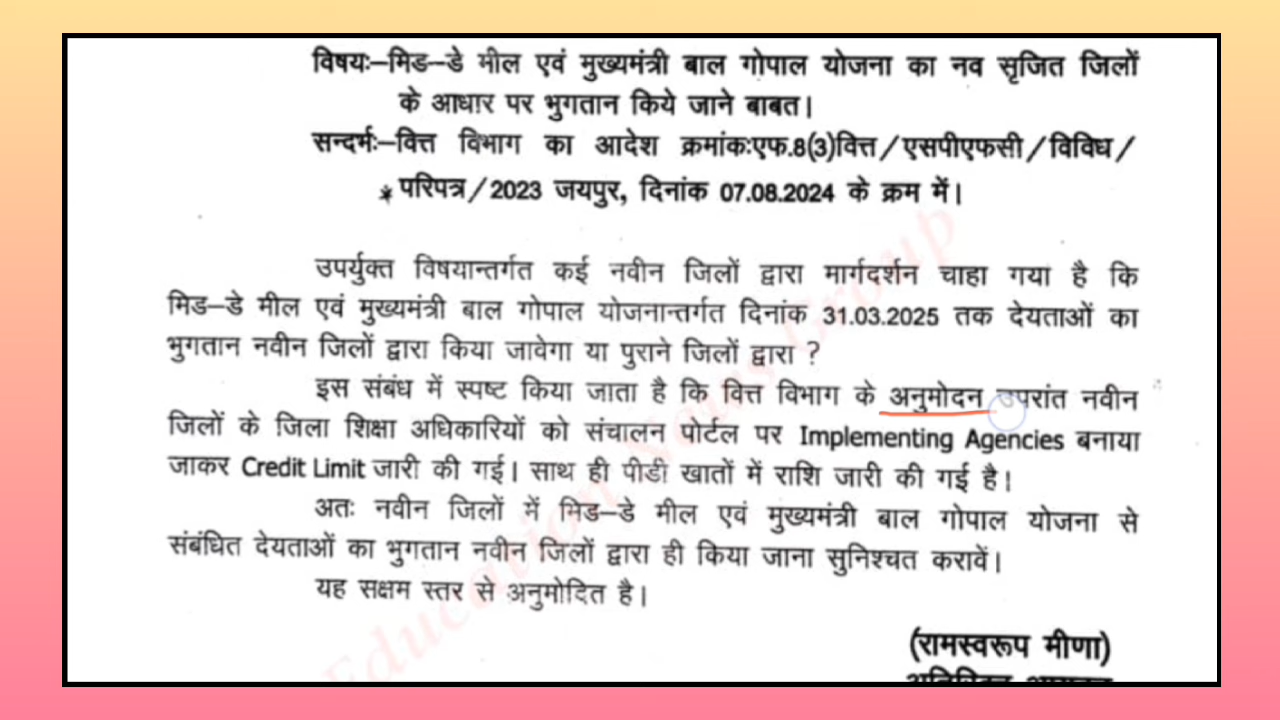 विषयः–मिड–डे मील एवं मुख्यमंत्री बाल गोपाल योजना का नव सृजित जिलों
के आधार पर भुगतान किये जाने बाबत।
सन्दर्भः–वित्त विभाग का आदेश क्रमांकःएफ.8(3)वित्त/एसपीएफसी/विविध/
परिपत्र/2023 जयपुर, दिनांक 07.08.2024 के क्रम में।
उपर्युक्त विषयान्तर्गत कई नवीन जिलों द्वारा मार्गदर्शन चाहा गया है कि
मिड–डे मील एवं मुख्यमंत्री बाल गोपाल योजनान्तर्गत दिनांक 31.03.2025 तक देयताओं का
भुगतान नवीन जिलों द्वारा किया जावेगा या पुराने जिलों द्वारा ?
इस संबंध में स्पष्ट किया जाता है कि वित्त विभाग के अनुमोदन उपरांत नवीन
जिलों के जिला शिक्षा अधिकारियों को संचालन पोर्टल पर Implementing Agencies बनाया
जाकर Credit Limit जारी की गई। साथ ही पीडी खातों में राशि जारी की गई है।
अतः नवीन जिलों में मिड–डे मील एवं मुख्यमंत्री बाल गोपाल योजना से
संबंधित देयताओं का भुगतान नवीन जिलों द्वारा ही किया जाना सुनिश्चत करावें।
यह सक्षम स्तर से अनुमोदित है।
(रामस्वरूप मीणा)
Education News Group